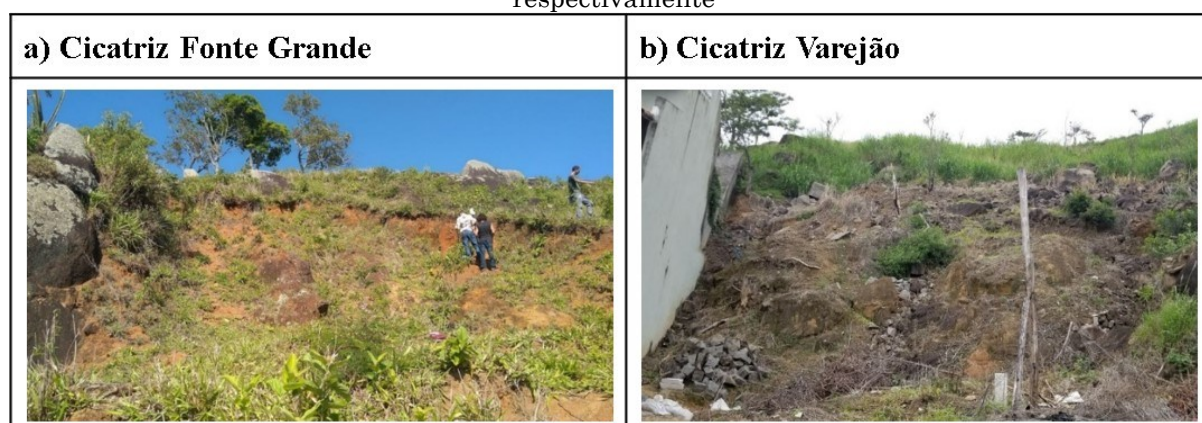 respectivamente
a) Cicatriz Fonte Grande
b) Cicatriz Varejão